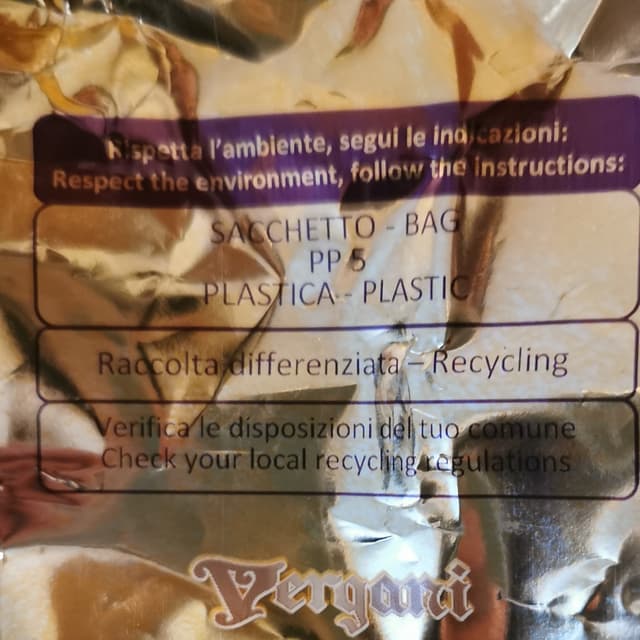 Rispetta l'ambiente, segui le indicazioni:
Respect the environment, follow the instructions:
SACCHETTO - BAG
PP 5
PLASTICA - PLASTIC
Raccolta differenziata – Recycling
Verifica le disposizioni del tuo comune
Check your local recycling regulations
Vergani